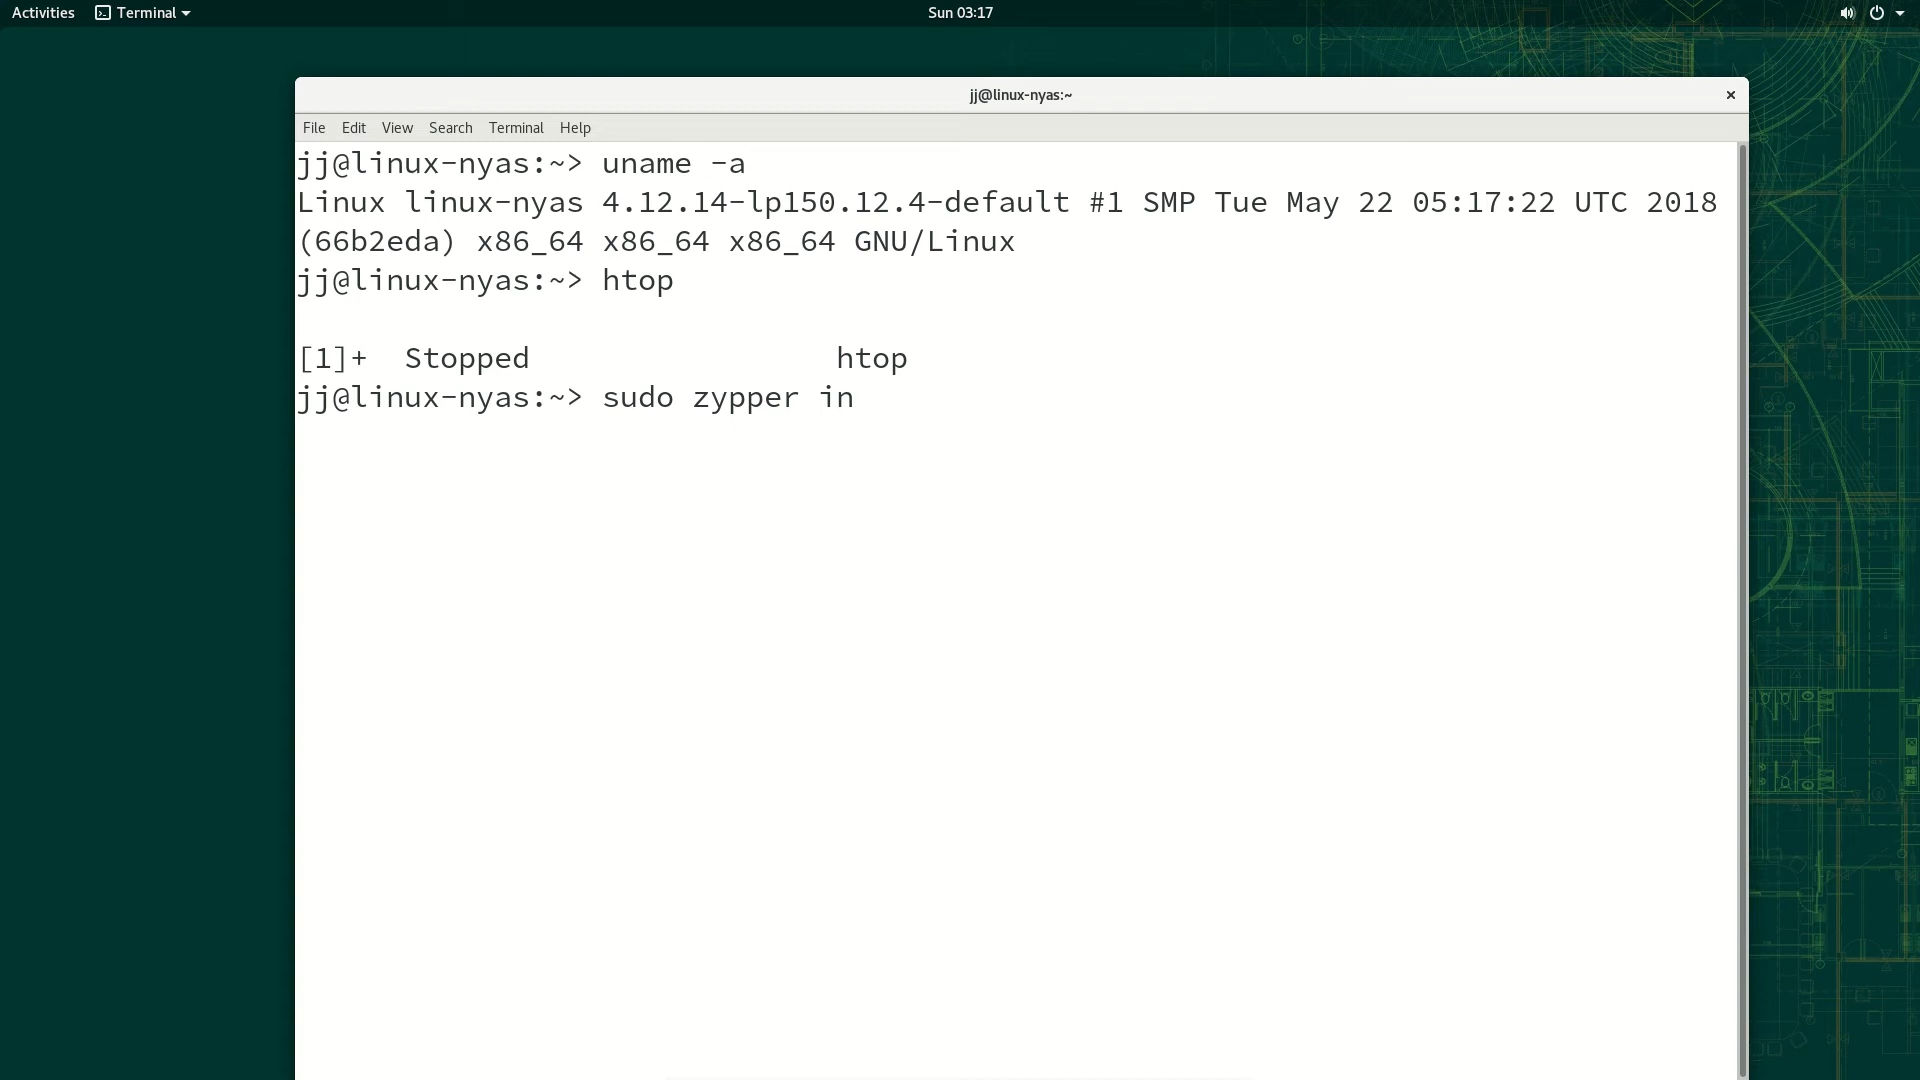 Activities Terminal Sun 03:17
jj@linux-nyas:~ ×
File Edit View Search Terminal Help
jj@linux-nyas:~> uname -a
Linux linux-nyas 4.12.14-lp150.12.4-default #1 SMP Tue May 22 05:17:22 UTC 2018
(66b2eda) x86_64 x86_64 x86_64 GNU/Linux
jj@linux-nyas:~> htop
[1]+  Stopped                 htop
jj@linux-nyas:~> sudo zypper in